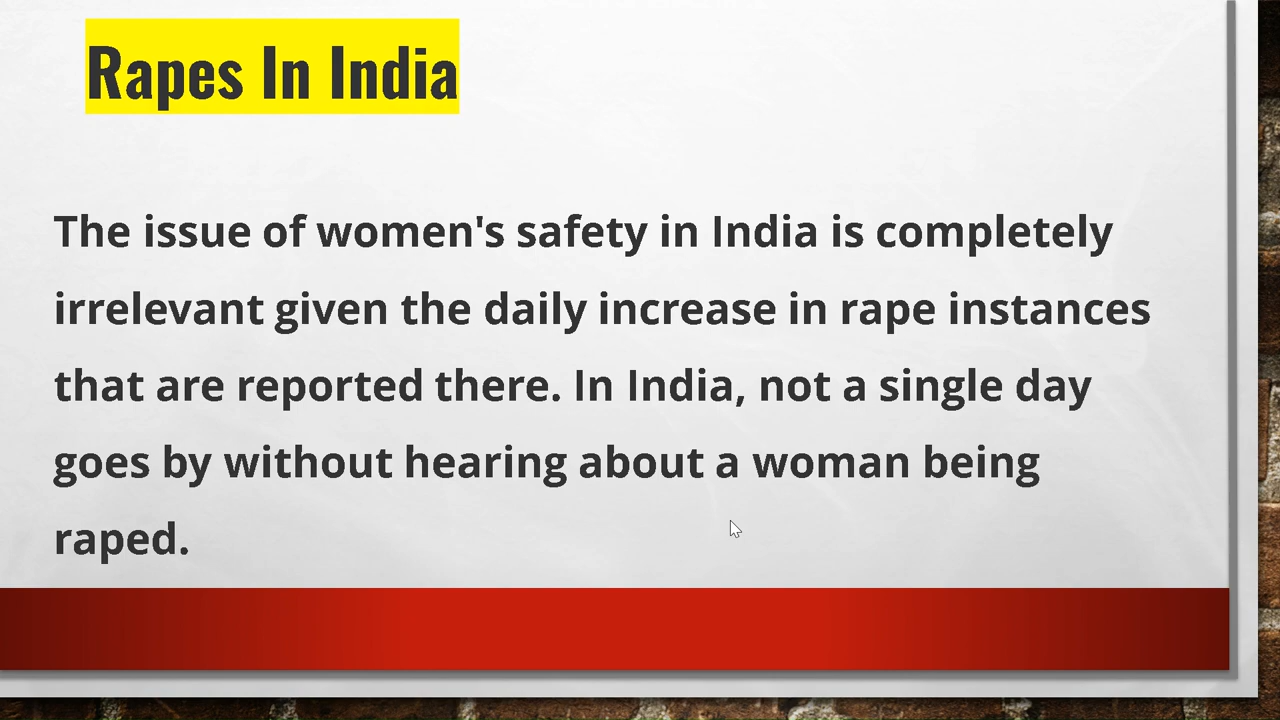 Rapes In India
The issue of women's safety in India is completely
irrelevant given the daily increase in rape instances
that are reported there. In India, not a single day
goes by without hearing about a woman being
raped.